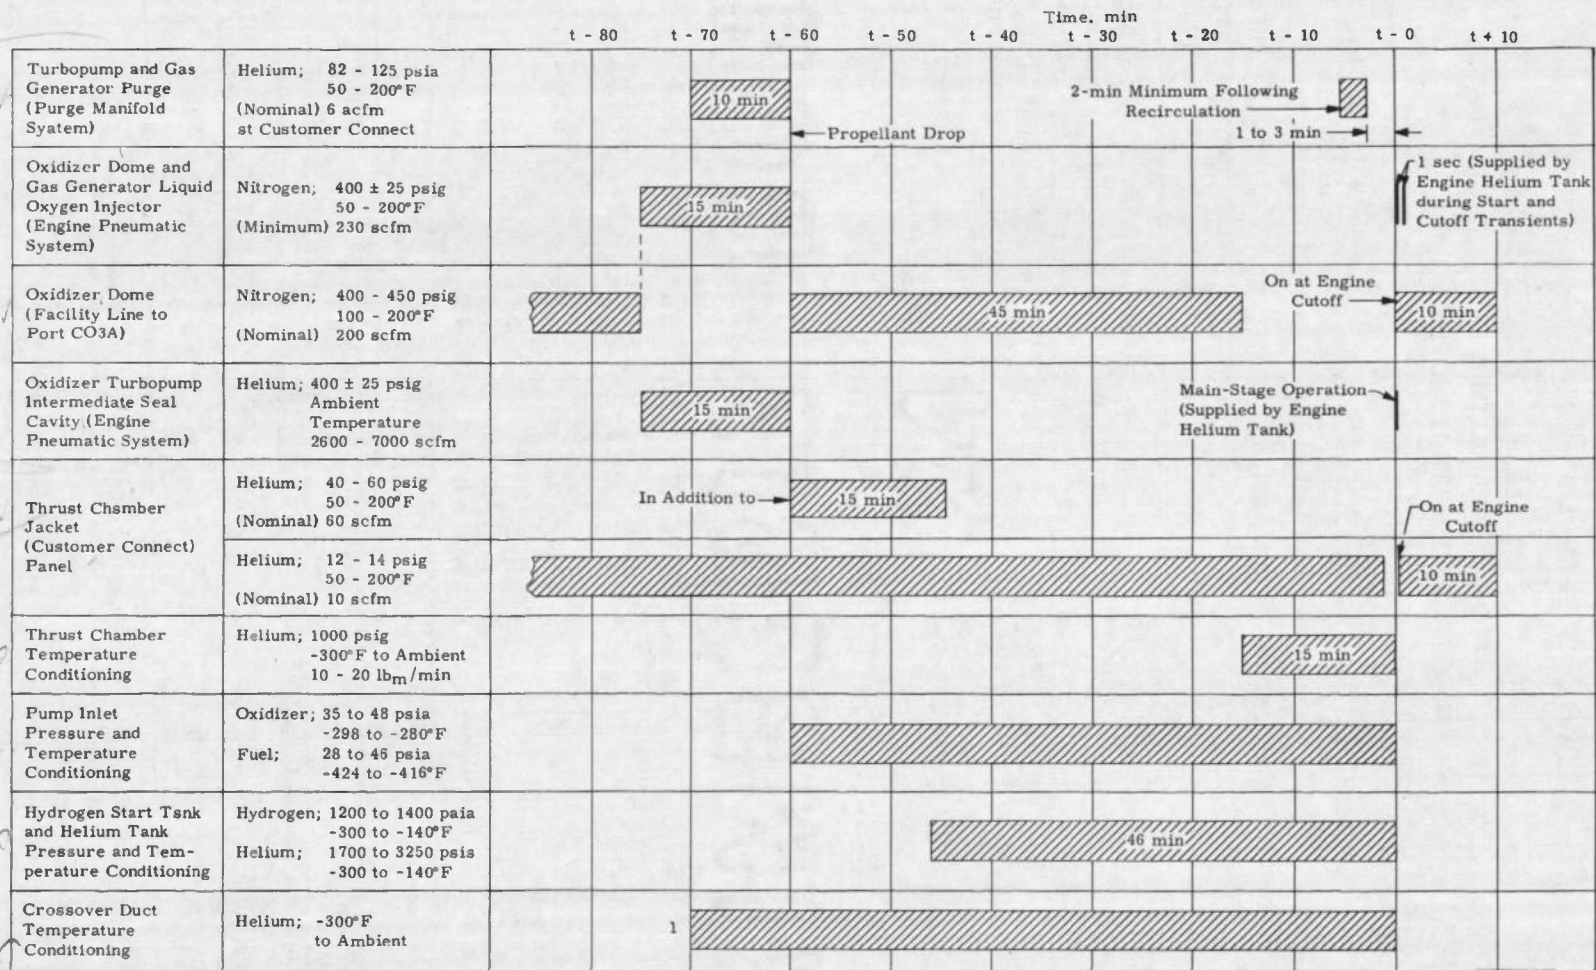 Time. min
t - 80 t - 70 t - 60 t - 50 t - 40 t - 30 t - 20 t - 10 t - 0 t + 10
Turbopump and Gas
Generator Purge
(Purge Manifold
Syatem)
Helium; 82 - 125 psia
50 - 200°F
(Nominal) 6 acfm
st Customer Connect
10 min
Propellant Drop
2-min Minimum Following
Recirculation
1 to 3 min
Oxidizer Dome and
Gas Generator Liquid
Oxygen Injector
(Engine Pneumatic
System)
Nitrogen; 400 ± 25 psig
50 - 200°F
(Minimum) 230 scfm
15 min
1 sec (Supplied by
Engine Helium Tank
during Start and
Cutoff Transients)
Oxidizer Dome
(Facility Line to
Port CO3A)
Nitrogen; 400 - 450 psig
100 - 200°F
(Nominal) 200 scfm
45 min
On at Engine
Cutoff
10 min
Oxidizer Turbopump
Intermediate Seal
Cavity (Engine
Pneumatic System)
Helium; 400 ± 25 psig
Ambient
Temperature
2600 - 7000 scfm
15 min
Main-Stage Operation
(Supplied by Engine
Helium Tank)
Thrust Chsmber
Jacket
(Customer Connect)
Panel
Helium; 40 - 60 psig
50 - 200°F
(Nominal) 60 scfm
In Addition to
15 min
On at Engine
Cutoff
Helium; 12 - 14 psig
50 - 200°F
(Nominal) 10 scfm
10 min
Thrust Chamber
Temperature
Conditioning
Helium; 1000 psig
-300°F to Ambient
10 - 20 lbm/min
15 min
Pump Inlet
Pressure and
Temperature
Conditioning
Oxidizer; 35 to 48 psia
-298 to -280°F
Fuel; 28 to 46 psia
-424 to -416°F
Hydrogen Start Tsnk
and Helium Tank
Pressure and Tem-
perature Conditioning
Hydrogen; 1200 to 1400 paia
-300 to -140°F
Helium; 1700 to 3250 psis
-300 to -140°F
46 min
Crossover Duct
Temperature
Conditioning
Helium; -300°F
to Ambient
1